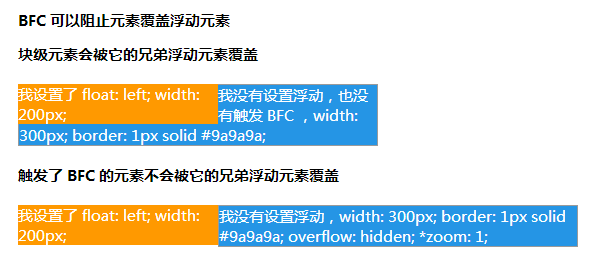 BFC 可以阻止元素覆盖浮动元素
块级元素会被它的兄弟浮动元素覆盖
我设置了 float: left; width:
200px;
我没有设置浮动，也没
有触发 BFC ，width:
300px; border: 1px solid #9a9a9a;
触发了 BFC 的元素不会被它的兄弟浮动元素覆盖
我设置了 float: left; width:
200px;
我没有设置浮动，width: 300px; border: 1px solid
#9a9a9a; overflow: hidden; *zoom: 1;